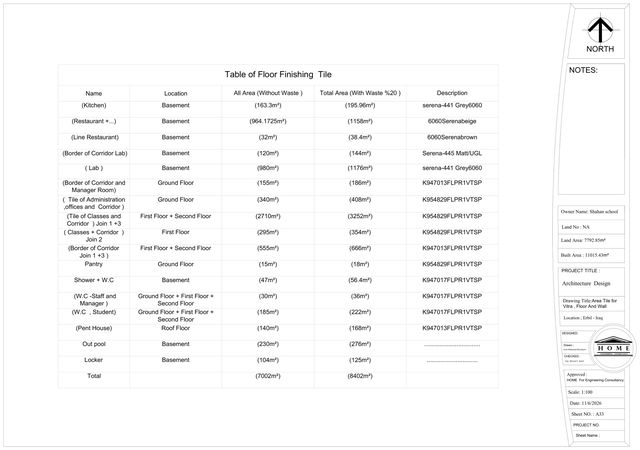 NORTH
NOTES:
Table of Floor Finishing Tile
Name Location All Area (Without Waste ) Total Area (With Waste %20 ) Description
(Kitchen) Basement (163.3m²) (195.96m²) serena-441 Grey6060
(Restaurant +...) Basement (964.1725m²) (1158m²) 6060Serenabeige
(Line Restaurant) Basement (32m²) (38.4m²) 6060Serenabrown
(Border of Corridor Lab) Basement (120m²) (144m²) Serena-445 Matt/UGL
( Lab ) Basement (980m²) (1176m²) serena-441 Grey6060
(Border of Corridor and
Manager Room) Ground Floor (155m²) (186m²) K947013FLPR1VTSP
( Tile of Administration
,offices and Corridor ) Ground Floor (340m²) (408m²) K954829FLPR1VTSP
(Tile of Classes and
Corridor ) Join 1 +3 First Floor + Second Floor (2710m²) (3252m²) K954829FLPR1VTSP
( Classes + Corridor )
Join 2 First Floor (295m²) (354m²) K954829FLPR1VTSP
(Border of Corridor
Join 1 +3 ) First Floor + Second Floor (555m²) (666m²) K947013FLPR1VTSP
Pantry Ground Floor (15m²) (18m²) K954829FLPR1VTSP
Shower + W.C Basement (47m²) (56.4m²) K947017FLPR1VTSP
(W.C -Staff and
Manager ) Ground Floor + First Floor +
Second Floor (30m²) (36m²) K947017FLPR1VTSP
(W.C , Student) Ground Floor + First Floor +
Second Floor (185m²) (222m²) K947017FLPR1VTSP
(Pent House) Roof Floor (140m²) (168m²) K947013FLPR1VTSP
Out pool Basement (230m²) (276m²) ............................
Locker Basement (104m²) (125m²) ............................
Total (7002m²) (8402m²)
Owner Name: Shahan school
Land No : NA
Land Area: 7792.85m²
Built Area : 11015.43m²
PROJECT TITLE :
Architecture Design
Drawing Title:Area Tile for
Vitra , Floor And Wall
Location : Erbil - Iraq
DESIGNED:
CHECKED:
HOME
Approved :
HOME For Engineering Consultancy
Scale: 1:100
Date: 11/6/2026
Sheet NO. : A33
PROJECT NO.
Sheet Name :